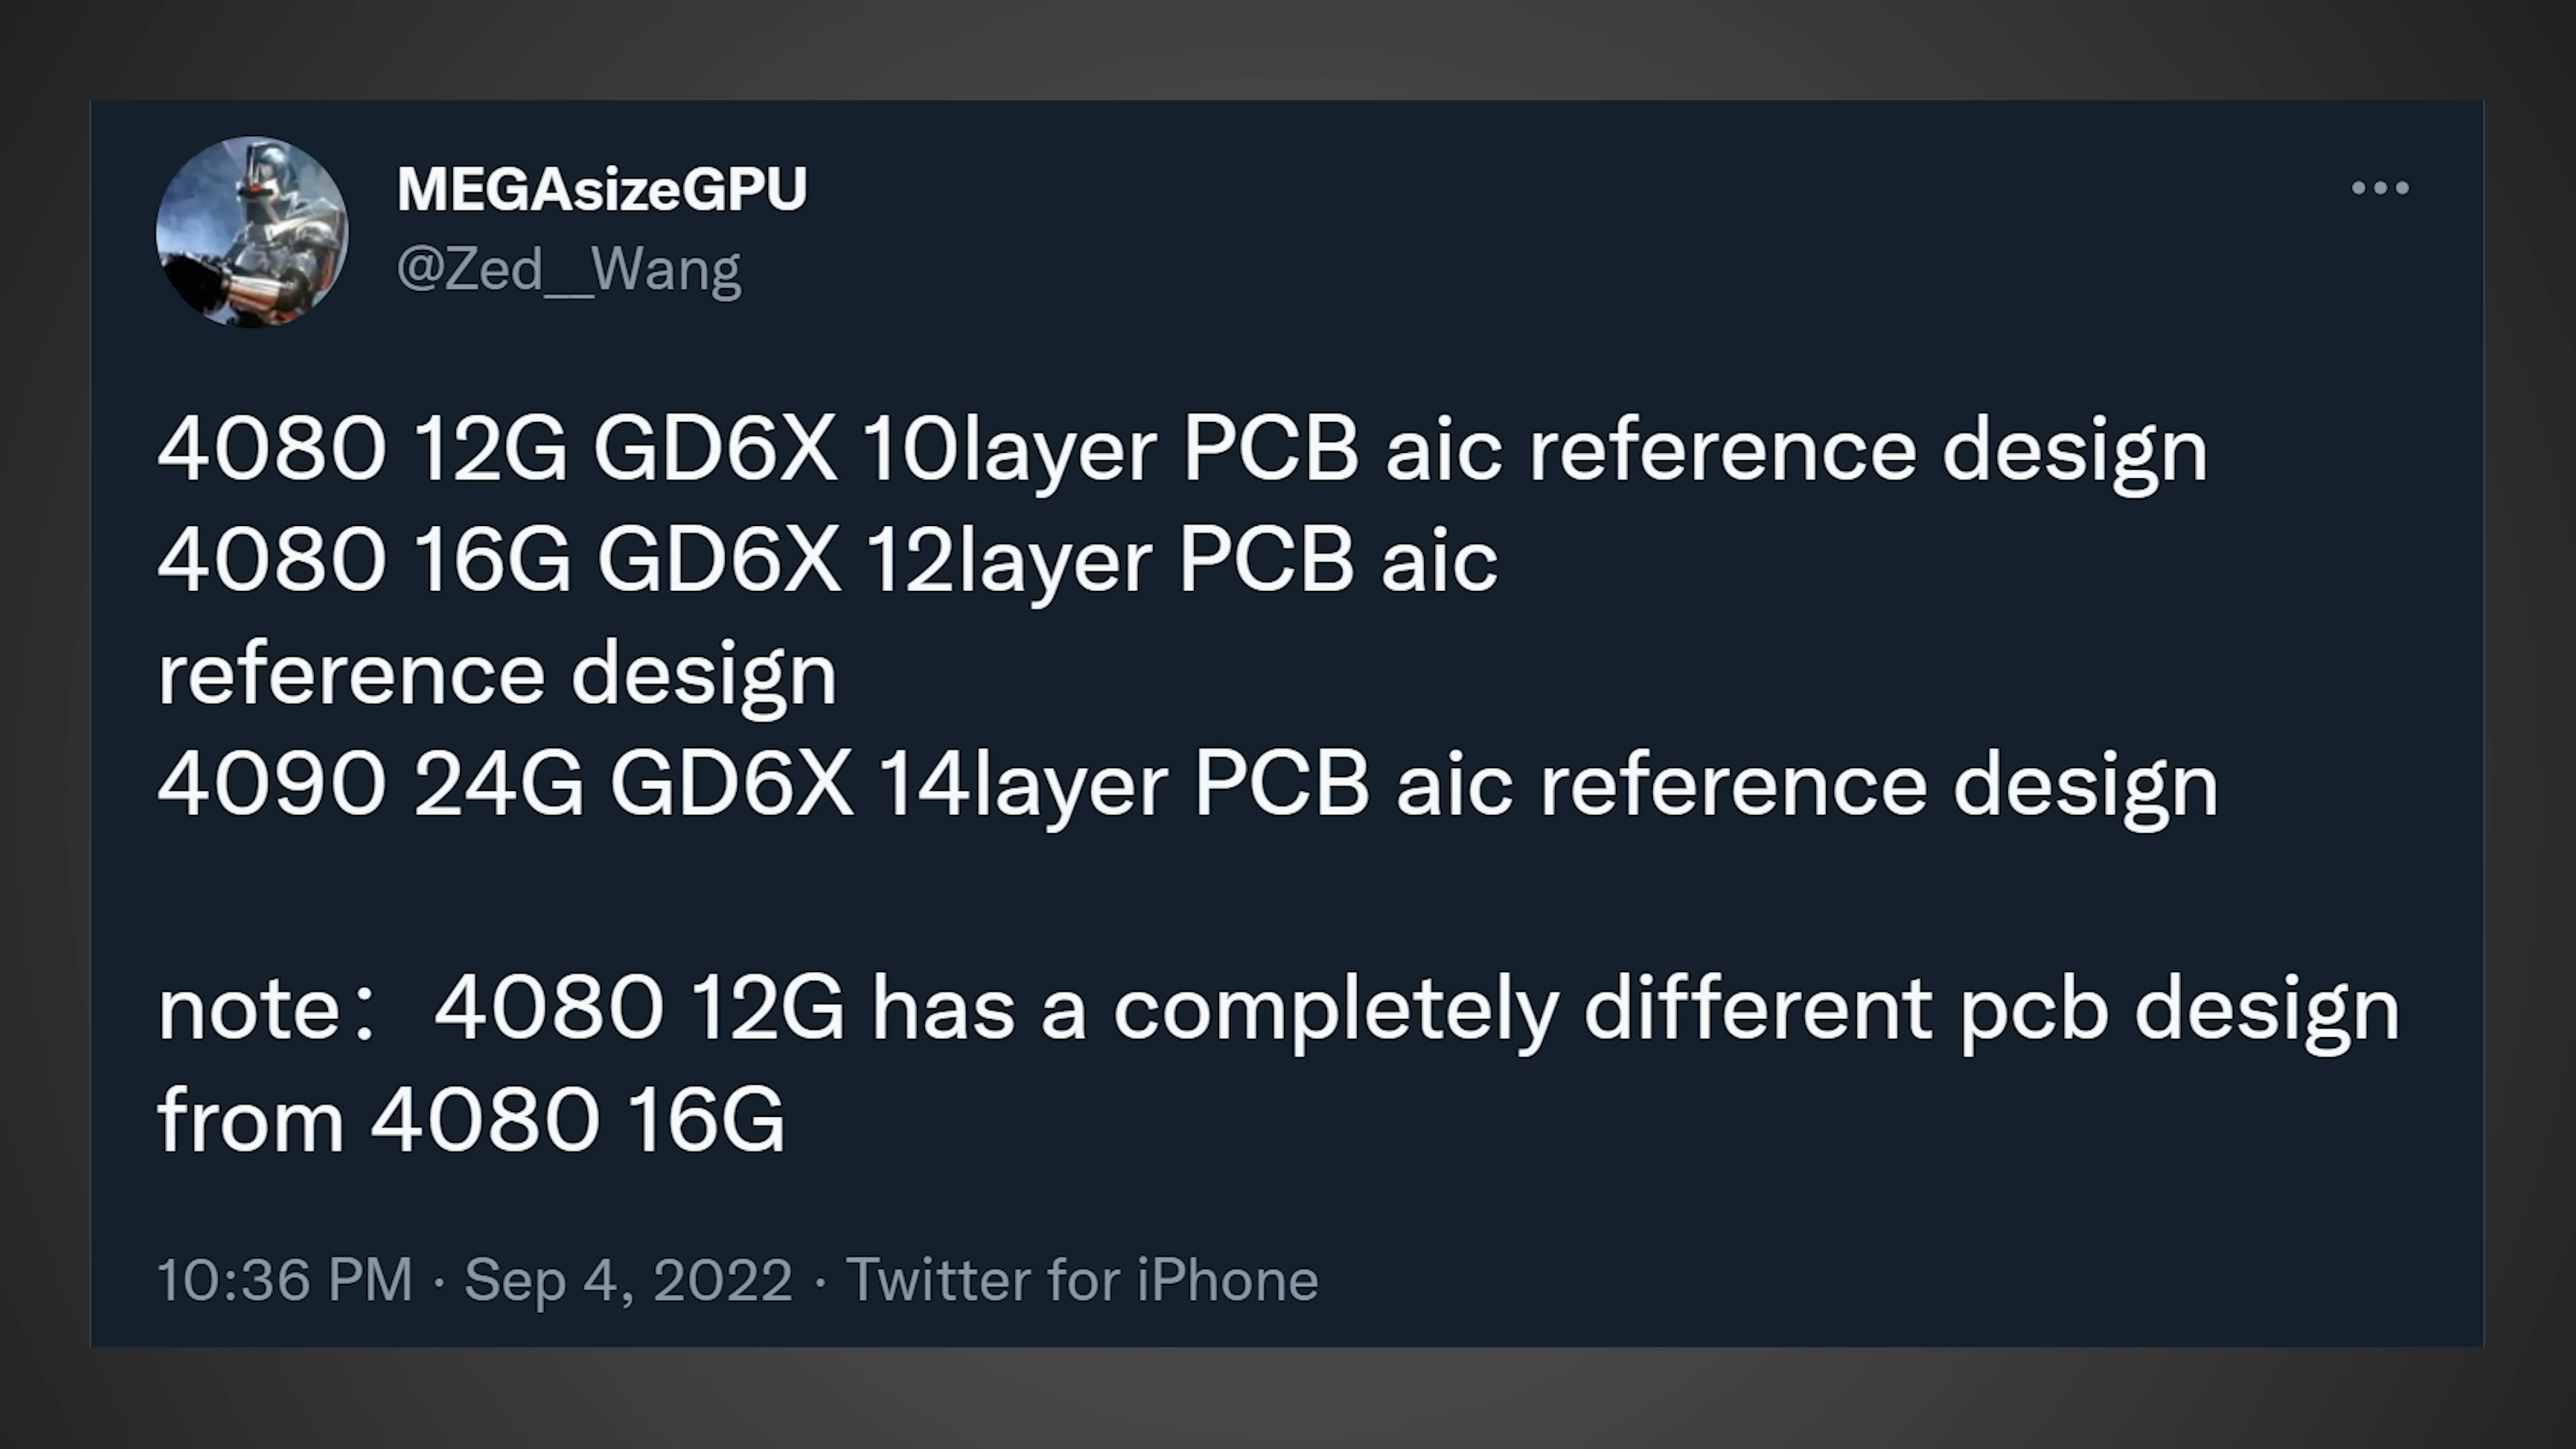 MEGAsizeGPU
@Zed__Wang
4080 12G GD6X 10layer PCB aic reference design
4080 16G GD6X 12layer PCB aic
reference design
4090 24G GD6X 14layer PCB aic reference design
note： 4080 12G has a completely different pcb design
from 4080 16G
10:36 PM · Sep 4, 2022 · Twitter for iPhone